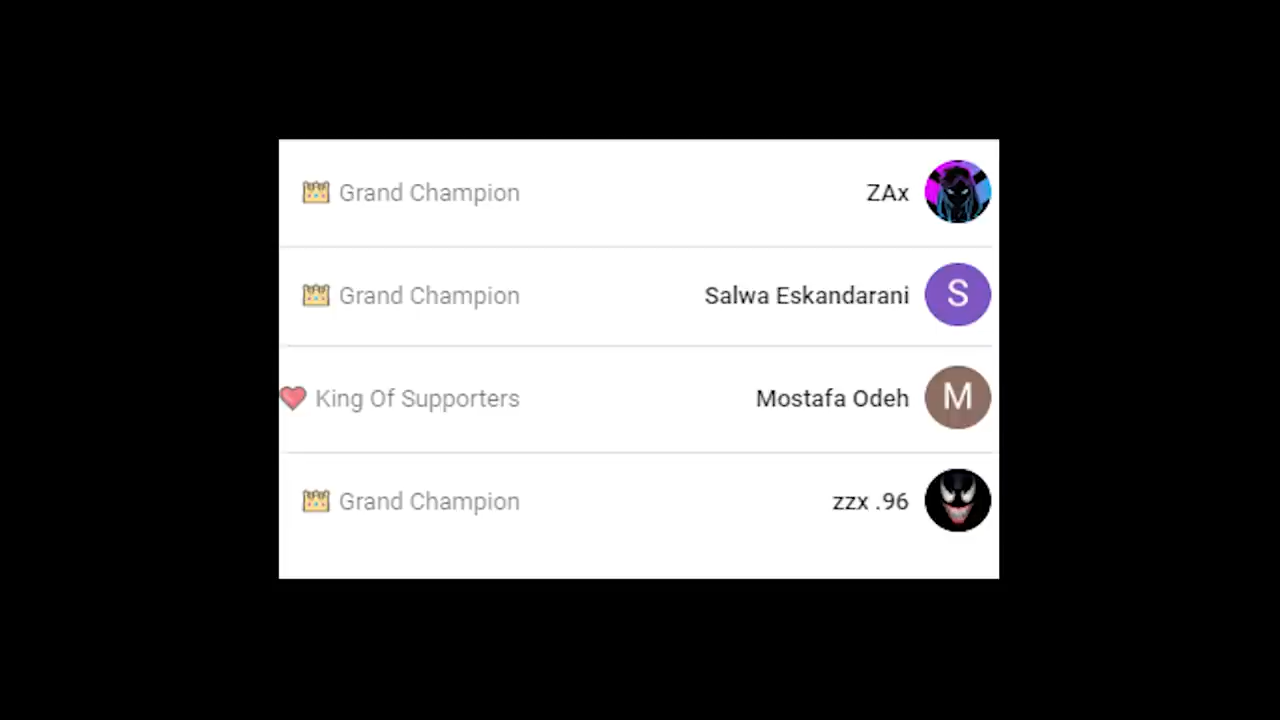 👑 Grand Champion ZAx
👑 Grand Champion Salwa Eskandarani S
❤️ King Of Supporters Mostafa Odeh M
👑 Grand Champion zzx .96